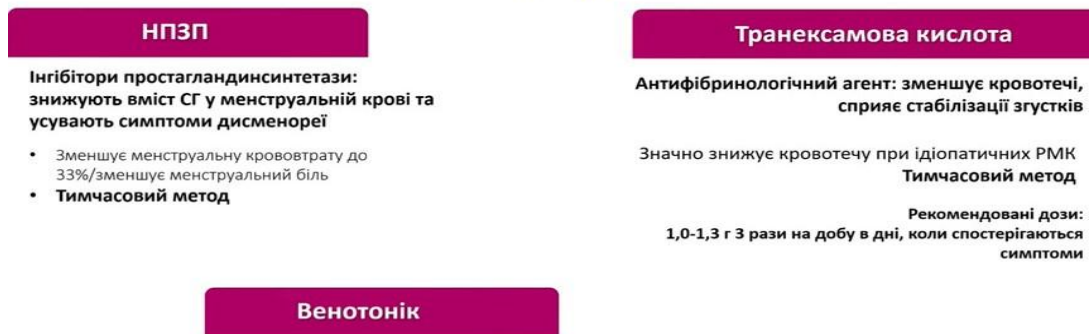 НПЗП
Інгібітори простагландинсинтетази:
знижують вміст СГ у менструальній крові та
усувають симптоми дисменореї
• Зменшує менструальну крововтрату до
33%/зменшує менструальний біль
• Тимчасовий метод
Транексамова кислота
Антифібринологічний агент: зменшує кровотечі,
сприяє стабілізації згустків
Значно знижує кровотечу при ідіопатичних РМК
Тимчасовий метод
Рекомендовані дози:
1,0-1,3 г 3 рази на добу в дні, коли спостерігаються
симптоми
Венотонік